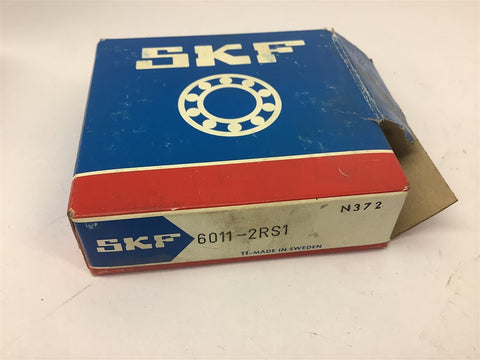 SKF
N372
SKF 6011-2RS1
11-MADE IN SWEDEN